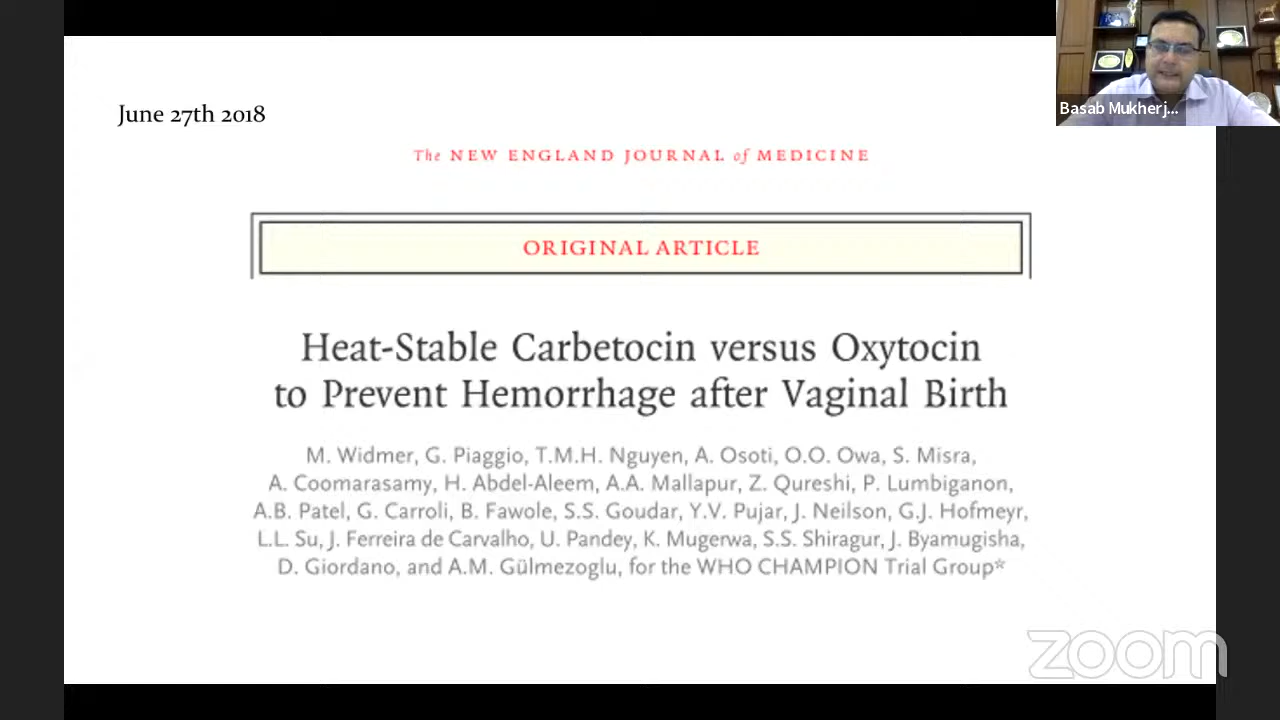 June 27th 2018
Basab Mukherj...
The NEW ENGLAND JOURNAL of MEDICINE
ORIGINAL ARTICLE
Heat-Stable Carbetocin versus Oxytocin
to Prevent Hemorrhage after Vaginal Birth
M. Widmer, G. Piaggio, T.M.H. Nguyen, A. Osoti, O.O. Owa, S. Misra,
A. Coomarasamy, H. Abdel-Aleem, A.A. Mallapur, Z. Qureshi, P. Lumbiganon,
A.B. Patel, G. Carroli, B. Fawole, S.S. Goudar, Y.V. Pujar, J. Neilson, G.J. Hofmeyr,
L.L. Su, J. Ferreira de Carvalho, U. Pandey, K. Mugerwa, S.S. Shiragur, J. Byamugisha,
D. Giordano, and A.M. Gülmezoglu, for the WHO CHAMPION Trial Group*
zoom